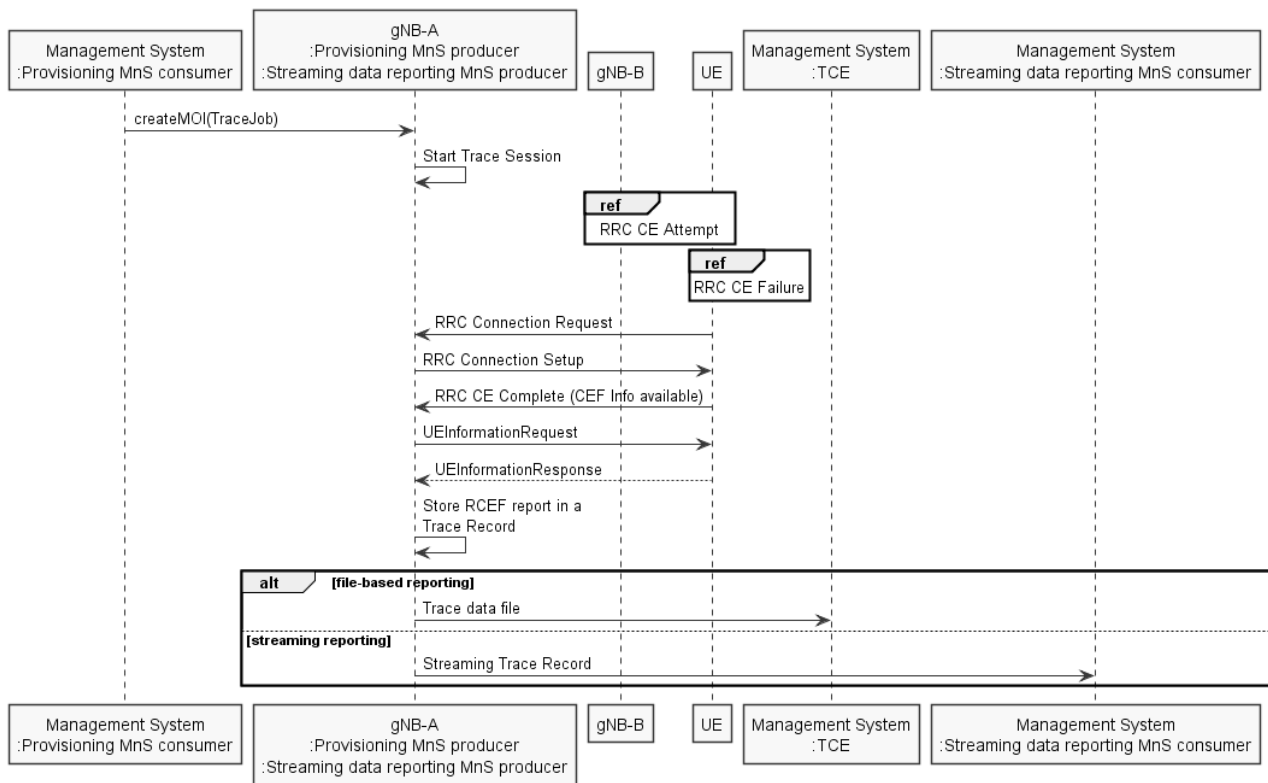 Management System
:Provisioning MnS consumer
gNB-A
:Provisioning MnS producer
:Streaming data reporting MnS producer
gNB-B
UE
Management System
:TCE
Management System
:Streaming data reporting MnS consumer
createMOI(TraceJob)
Start Trace Session
ref
RRC CE Attempt
ref
RRC CE Failure
RRC Connection Request
RRC Connection Setup
RRC CE Complete (CEF Info available)
UEInformationRequest
UEInformationResponse
Store RCEF report in a
Trace Record
alt [file-based reporting]
Trace data file
[streaming reporting]
Streaming Trace Record
Management System
:Provisioning MnS consumer
gNB-A
:Provisioning MnS producer
:Streaming data reporting MnS producer
gNB-B
UE
Management System
:TCE
Management System
:Streaming data reporting MnS consumer